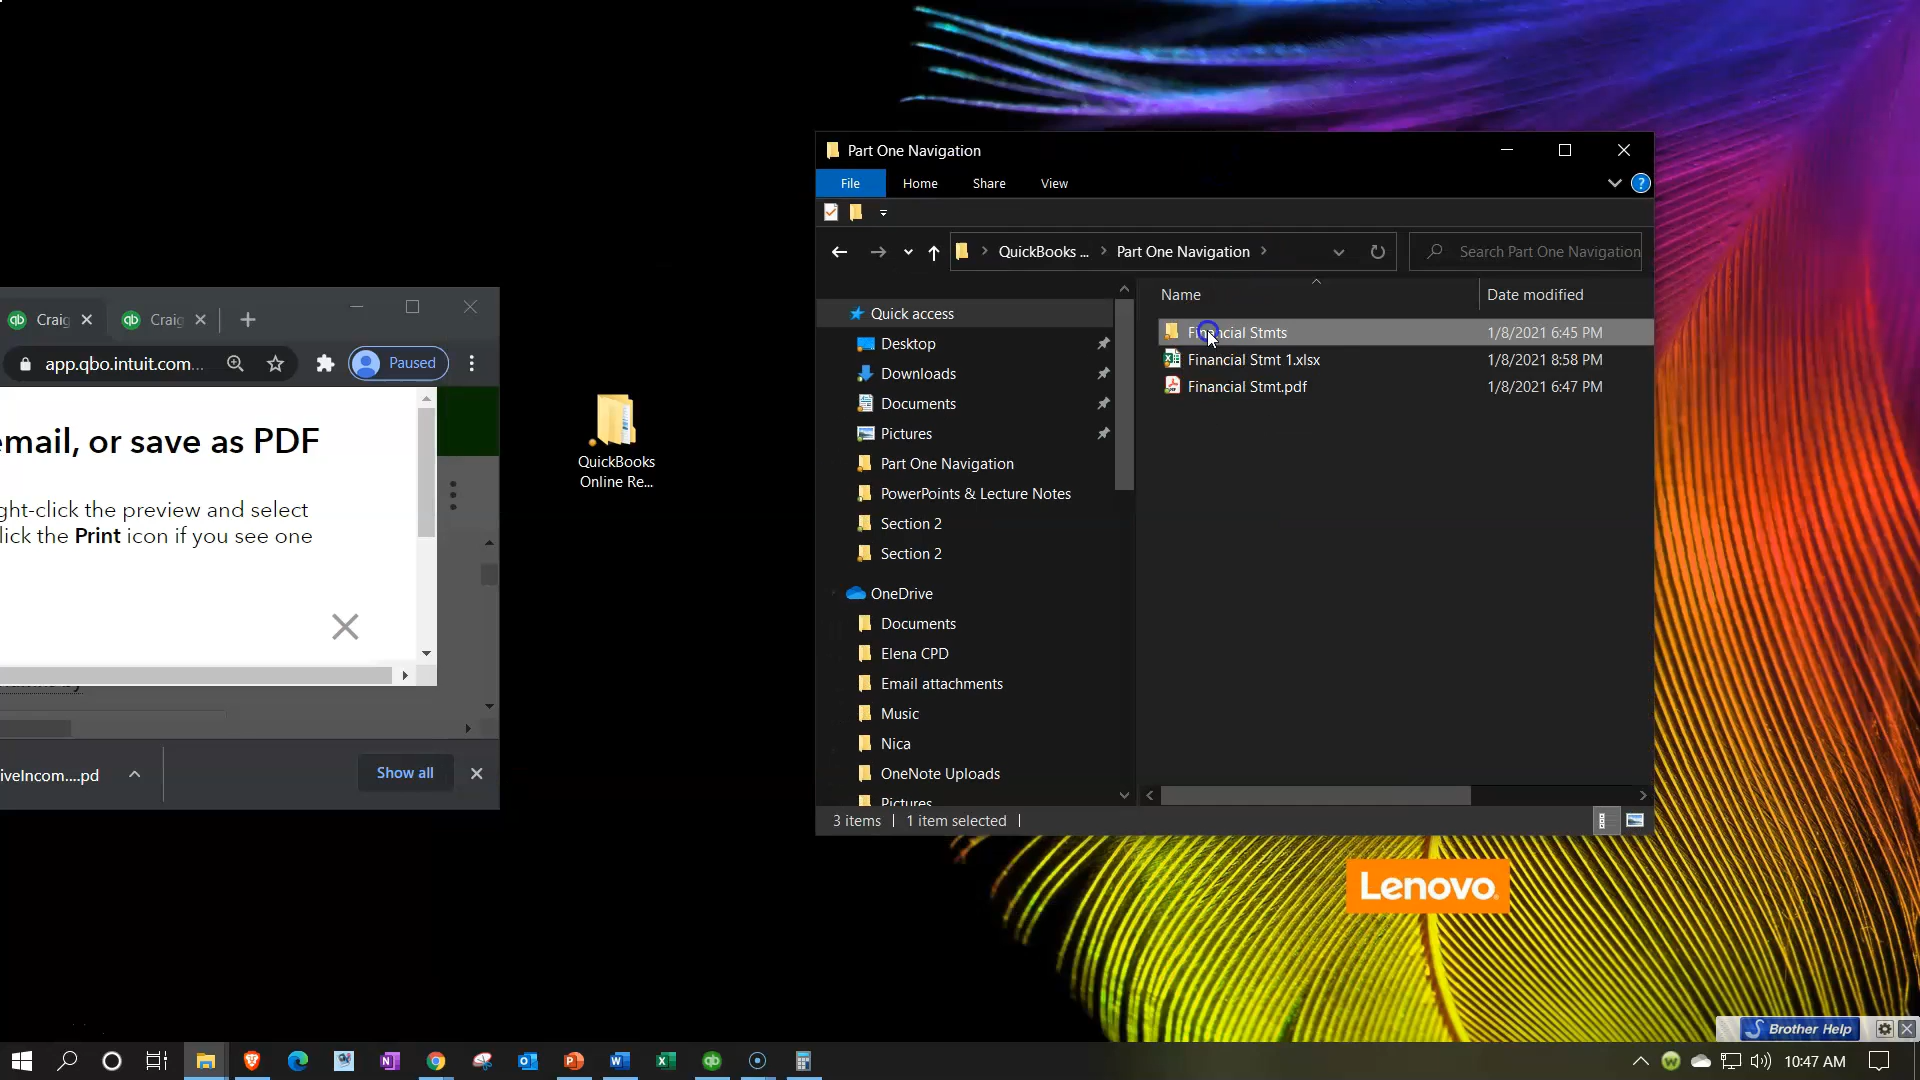 Part One Navigation
File
Home
Share
View
QuickBooks ...
Part One Navigation
Search Part One Navigation
Name
Date modified
Financial Stmts
1/8/2021 6:45 PM
Financial Stmt 1.xlsx
1/8/2021 8:58 PM
Financial Stmt.pdf
1/8/2021 6:47 PM
Quick access
Desktop
Downloads
Documents
Pictures
Part One Navigation
PowerPoints & Lecture Notes
Section 2
Section 2
OneDrive
Documents
Elena CPD
Email attachments
Music
Nica
OneNote Uploads
Pictures
3 items
1 item selected
Craig
Craig
app.qbo.intuit.com...
Paused
email, or save as PDF
ght-click the preview and select
lick the Print icon if you see one
iveIncom....pd
Show all
QuickBooks
Online Re...
Lenovo
Brother Help
10:47 AM